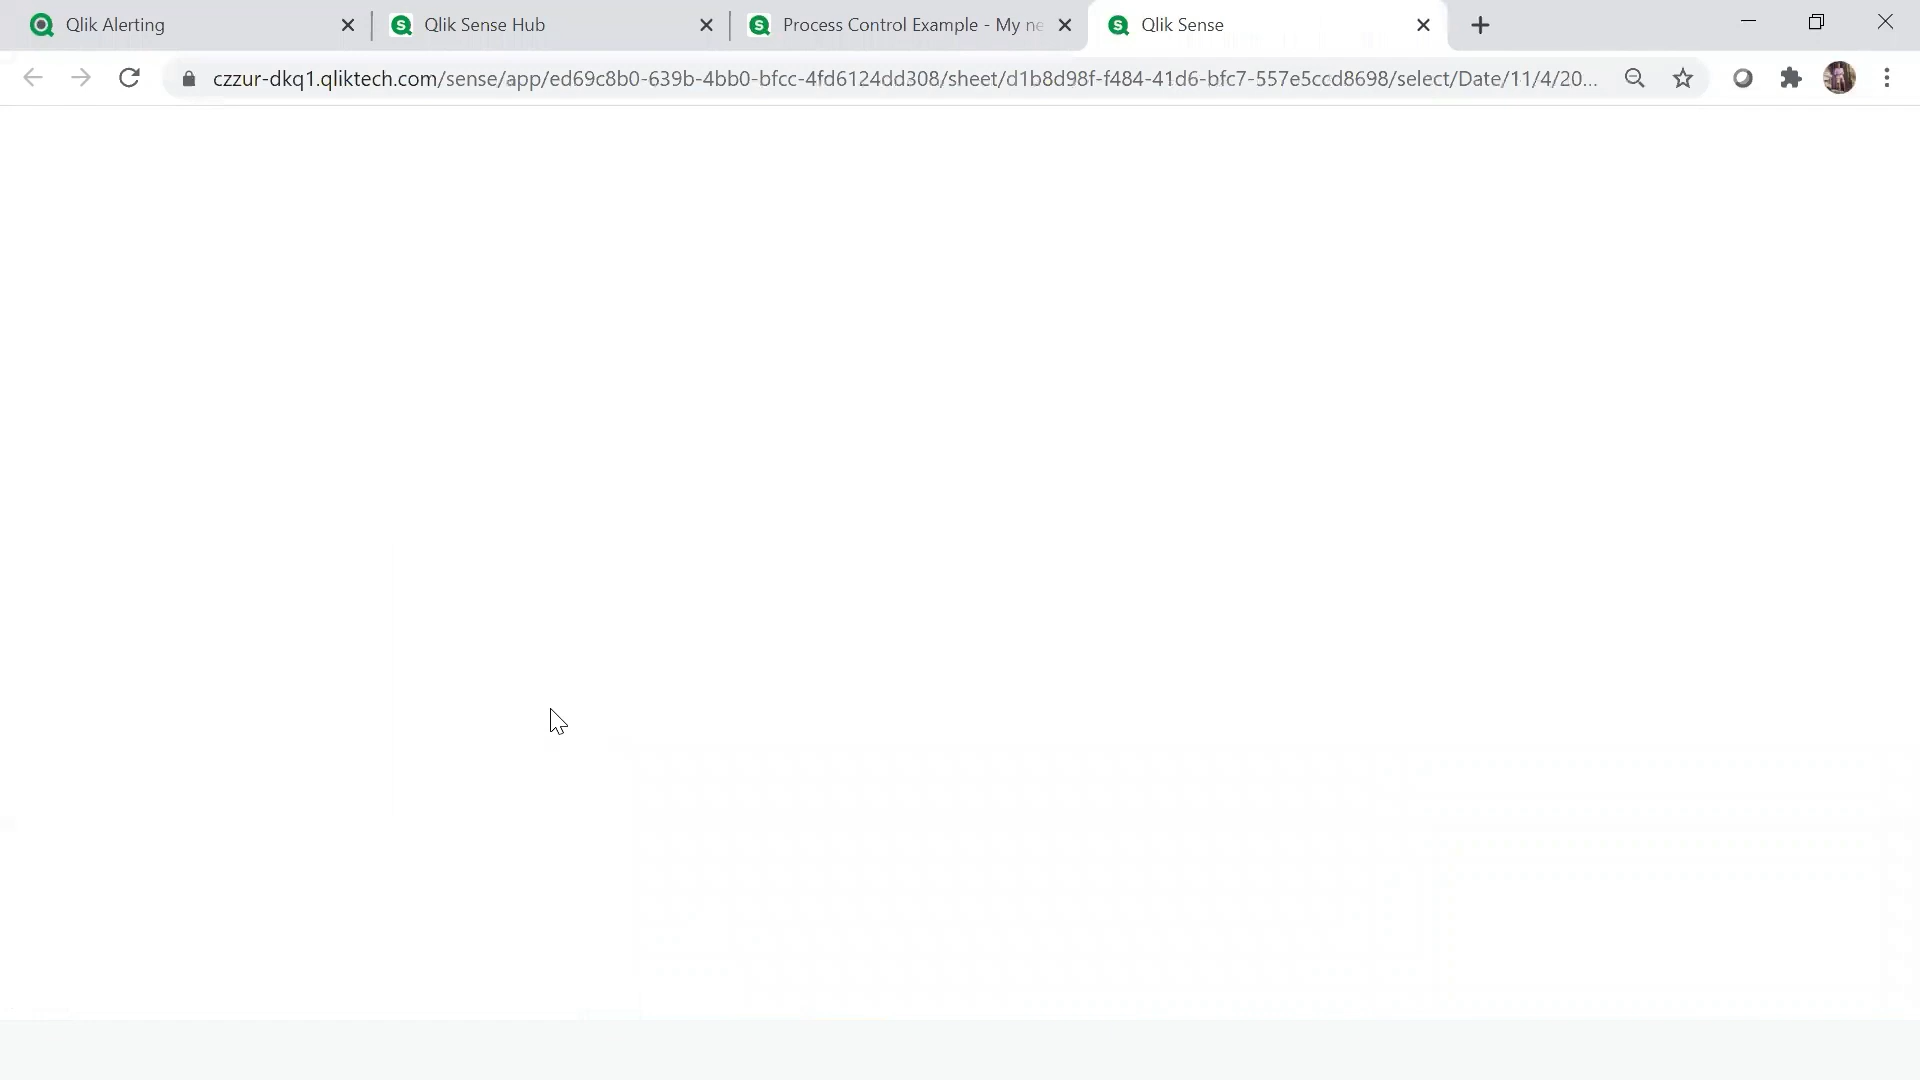 Qlik Alerting
Qlik Sense Hub
Process Control Example - My ne
Qlik Sense
czzur-dkq1.qliktech.com/sense/app/ed69c8b0-639b-4bb0-bfcc-4fd6124dd308/sheet/d1b8d98f-f484-41d6-bfc7-557e5ccd8698/select/Date/11/4/20...